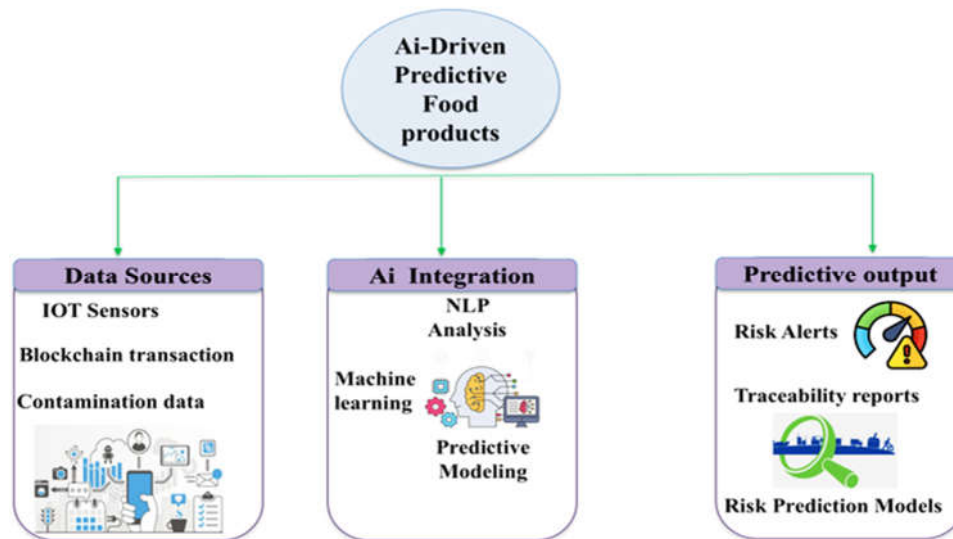 Ai-Driven
Predictive
Food
products
Data Sources
IOT Sensors
Blockchain transaction
Contamination data
Ai Integration
NLP
Analysis
Machine
learning
Predictive
Modeling
Predictive output
Risk Alerts
Traceability reports
Risk Prediction Models